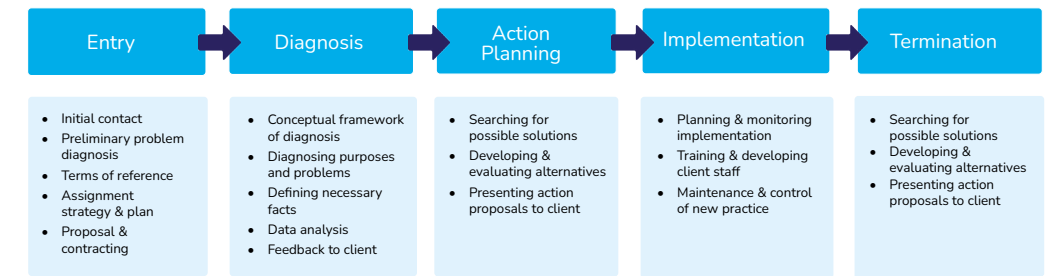 Entry
Diagnosis
Action
Planning
Implementation
Termination
• Initial contact
• Preliminary problem
diagnosis
• Terms of reference
• Assignment
strategy & plan
• Proposal &
contracting
• Conceptual framework
of diagnosis
• Diagnosing purposes
and problems
• Defining necessary
facts
• Data analysis
• Feedback to client
• Searching for
possible solutions
• Developing &
evaluating alternatives
• Presenting action
proposals to client
• Planning & monitoring
implementation
• Training & developing
client staff
• Maintenance & control
of new practice
• Searching for
possible solutions
• Developing &
evaluating alternatives
• Presenting action
proposals to client